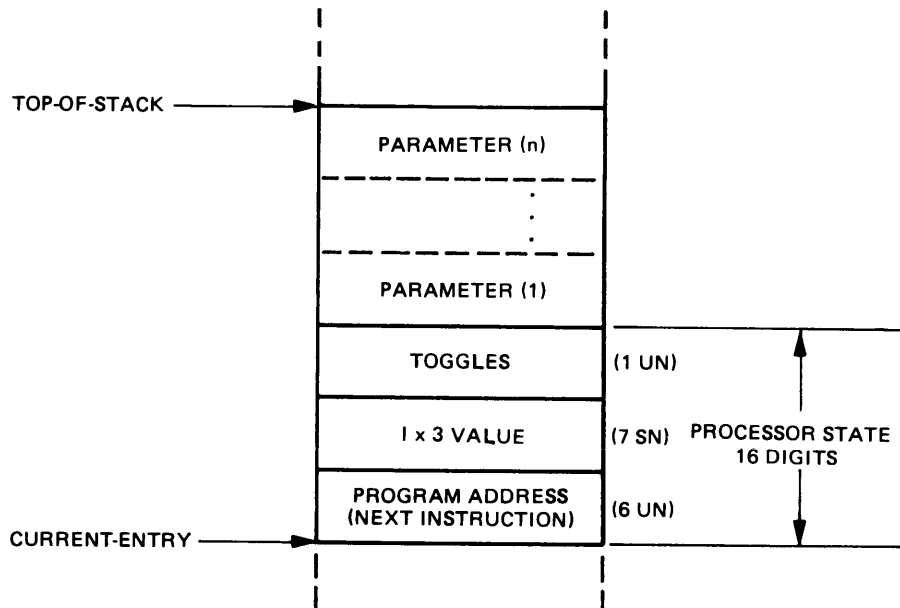 TOP-OF-STACK
PARAMETER (n)
PARAMETER (1)
TOGGLES
(1 UN)
I x 3 VALUE
(7 SN)
PROCESSOR STATE
16 DIGITS
PROGRAM ADDRESS
(NEXT INSTRUCTION)
(6 UN)
CURRENT-ENTRY